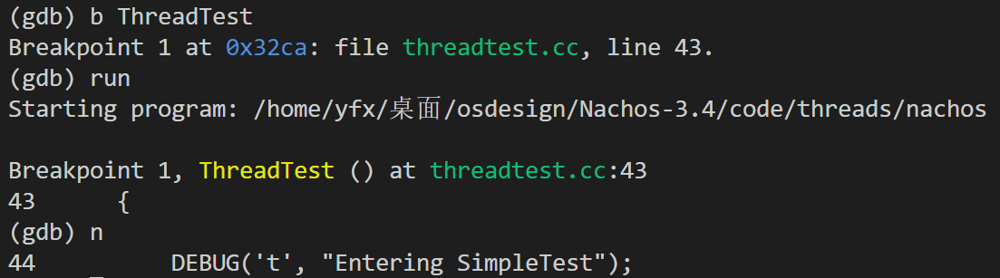 (gdb) b ThreadTest
Breakpoint 1 at 0x32ca: file threadtest.cc, line 43.
(gdb) run
Starting program: /home/yfx/桌面/osdesign/Nachos-3.4/code/threads/nachos
Breakpoint 1, ThreadTest () at threadtest.cc:43
43 {
(gdb) n
44 DEBUG('t', "Entering SimpleTest");